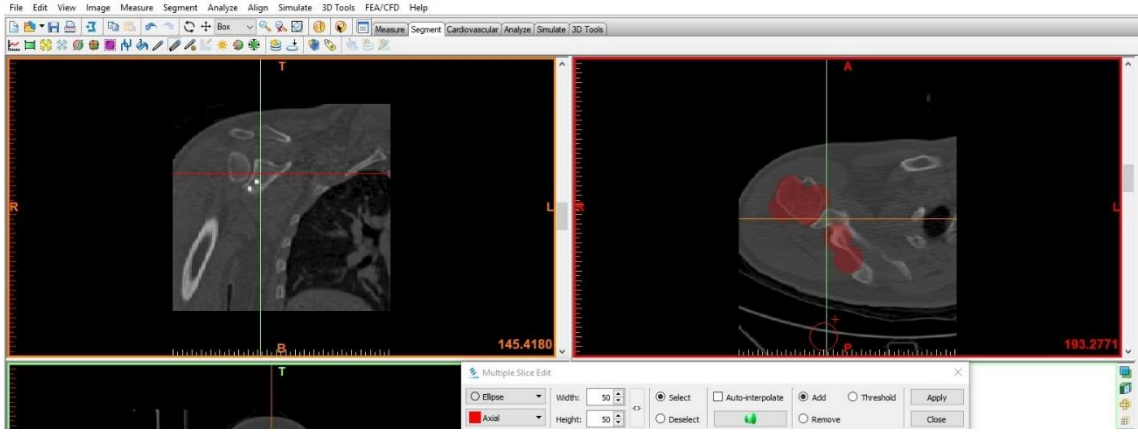 File Edit View Image Measure Segment Analyze Align Simulate 3D Tools FEA/CFD Help
Box Measure Segment Cardiovascular Analyze Simulate 3D Tools
T
A
R
L
R
L
B
145.4180
P
193.2771
T
Multiple Slice Edit
Ellipse Width: 50 <> Select Auto-interpolate Add Threshold Apply
Axial Height: 50 Deselect Remove Close